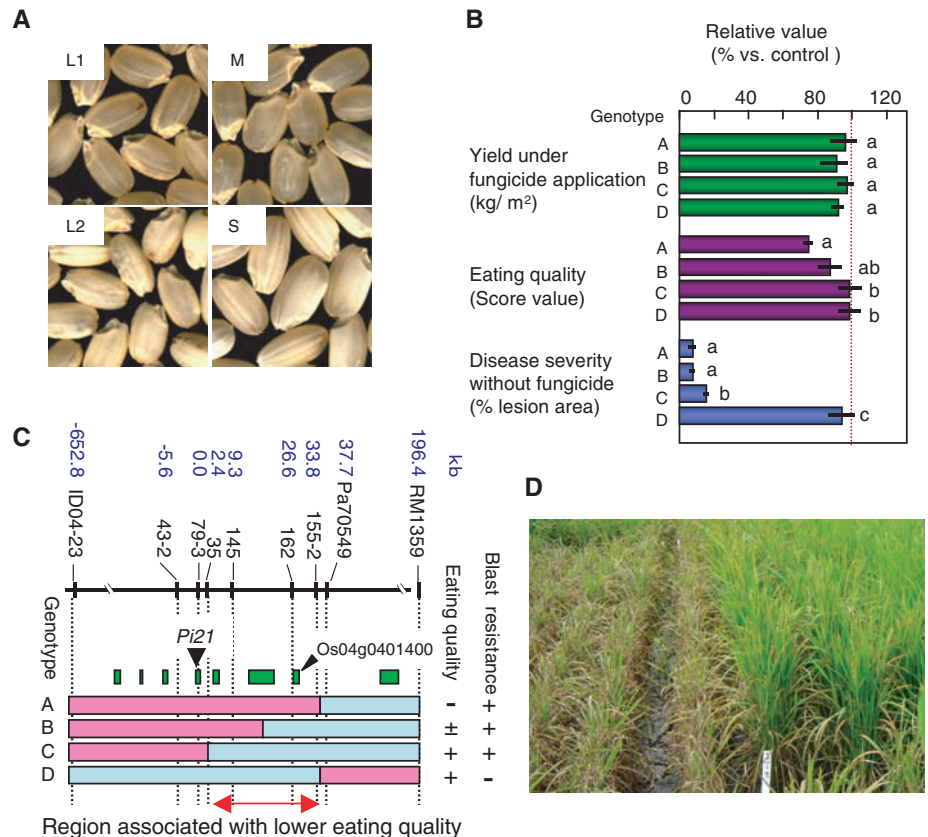 A
L1
M
L2
S
B
Relative value
(% vs. control )
0 40 80 120
Genotype
Yield under
fungicide application
(kg/ m²)
A a
B a
C a
D a
Eating quality
(Score value)
A a
B ab
C b
D b
Disease severity
without fungicide
(% lesion area)
A a
B a
C b
D c
C
-652.8 -5.6 0.0 2.4 9.3 26.6 33.8 37.7 196.4 kb
ID04-23 43-2 79-3 35 145 162 155-2 Pa70549 RM1359
Eating quality
Blast resistance
Genotype
Pi21
Os04g0401400
A - +
B ± +
C + +
D + -
Region associated with lower eating quality
D